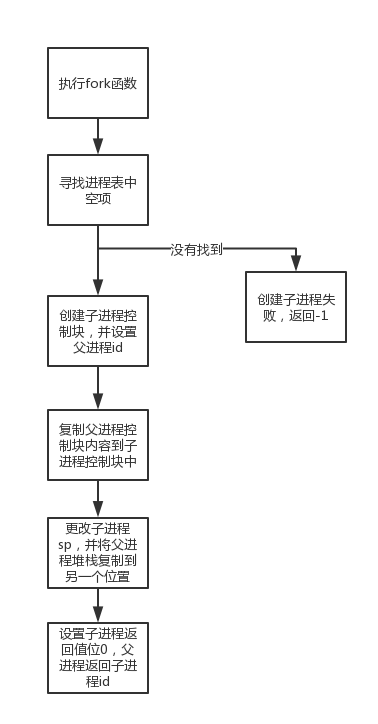 执行fork函数
寻找进程表中
空项
没有找到
创建子进程失
败，返回-1
创建子进程控
制块，并设置
父进程id
复制父进程控
制块内容到子
进程控制块中
更改子进程
sp，并将父进
程堆栈复制到
另一个位置
设置子进程返
回值位0，父
进程返回子进
程id